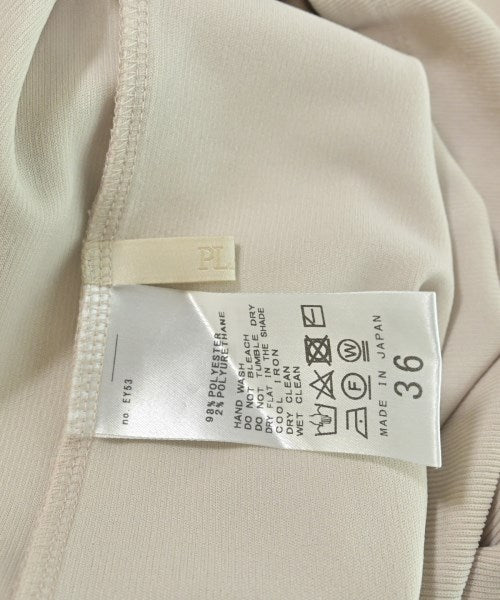 PL
no. EY53
98% POLYESTER
2% POLYURETHANE
HAND WASH
DO NOT BLEACH
DO NOT TUMBLE DRY
DRY FLAT IN THE SHADE
COOL IRON
DRY CLEAN
WET CLEAN
F W
MADE IN JAPAN
36